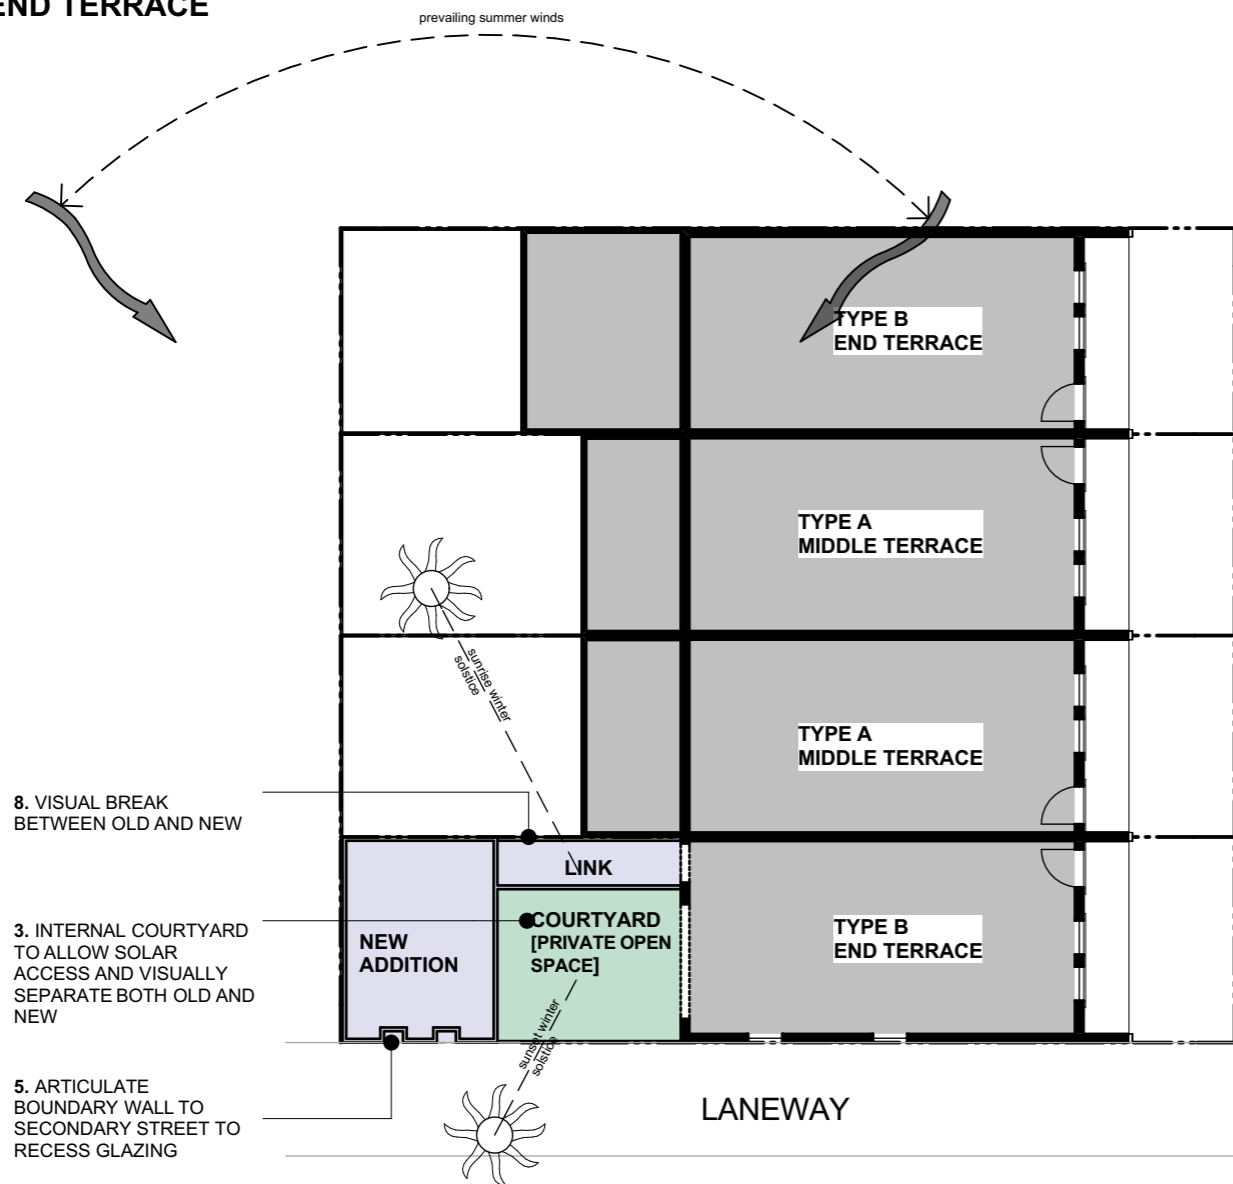 END TERRACE
prevailing summer winds
TYPE B
END TERRACE
TYPE A
MIDDLE TERRACE
sunrise winter
solstice
TYPE A
MIDDLE TERRACE
8. VISUAL BREAK
BETWEEN OLD AND NEW
LINK
3. INTERNAL COURTYARD
TO ALLOW SOLAR
ACCESS AND VISUALLY
SEPARATE BOTH OLD AND
NEW
NEW
ADDITION
COURTYARD
[PRIVATE OPEN
SPACE]
TYPE B
END TERRACE
sunset winter
solstice
5. ARTICULATE
BOUNDARY WALL TO
SECONDARY STREET TO
RECESS GLAZING
LANEWAY